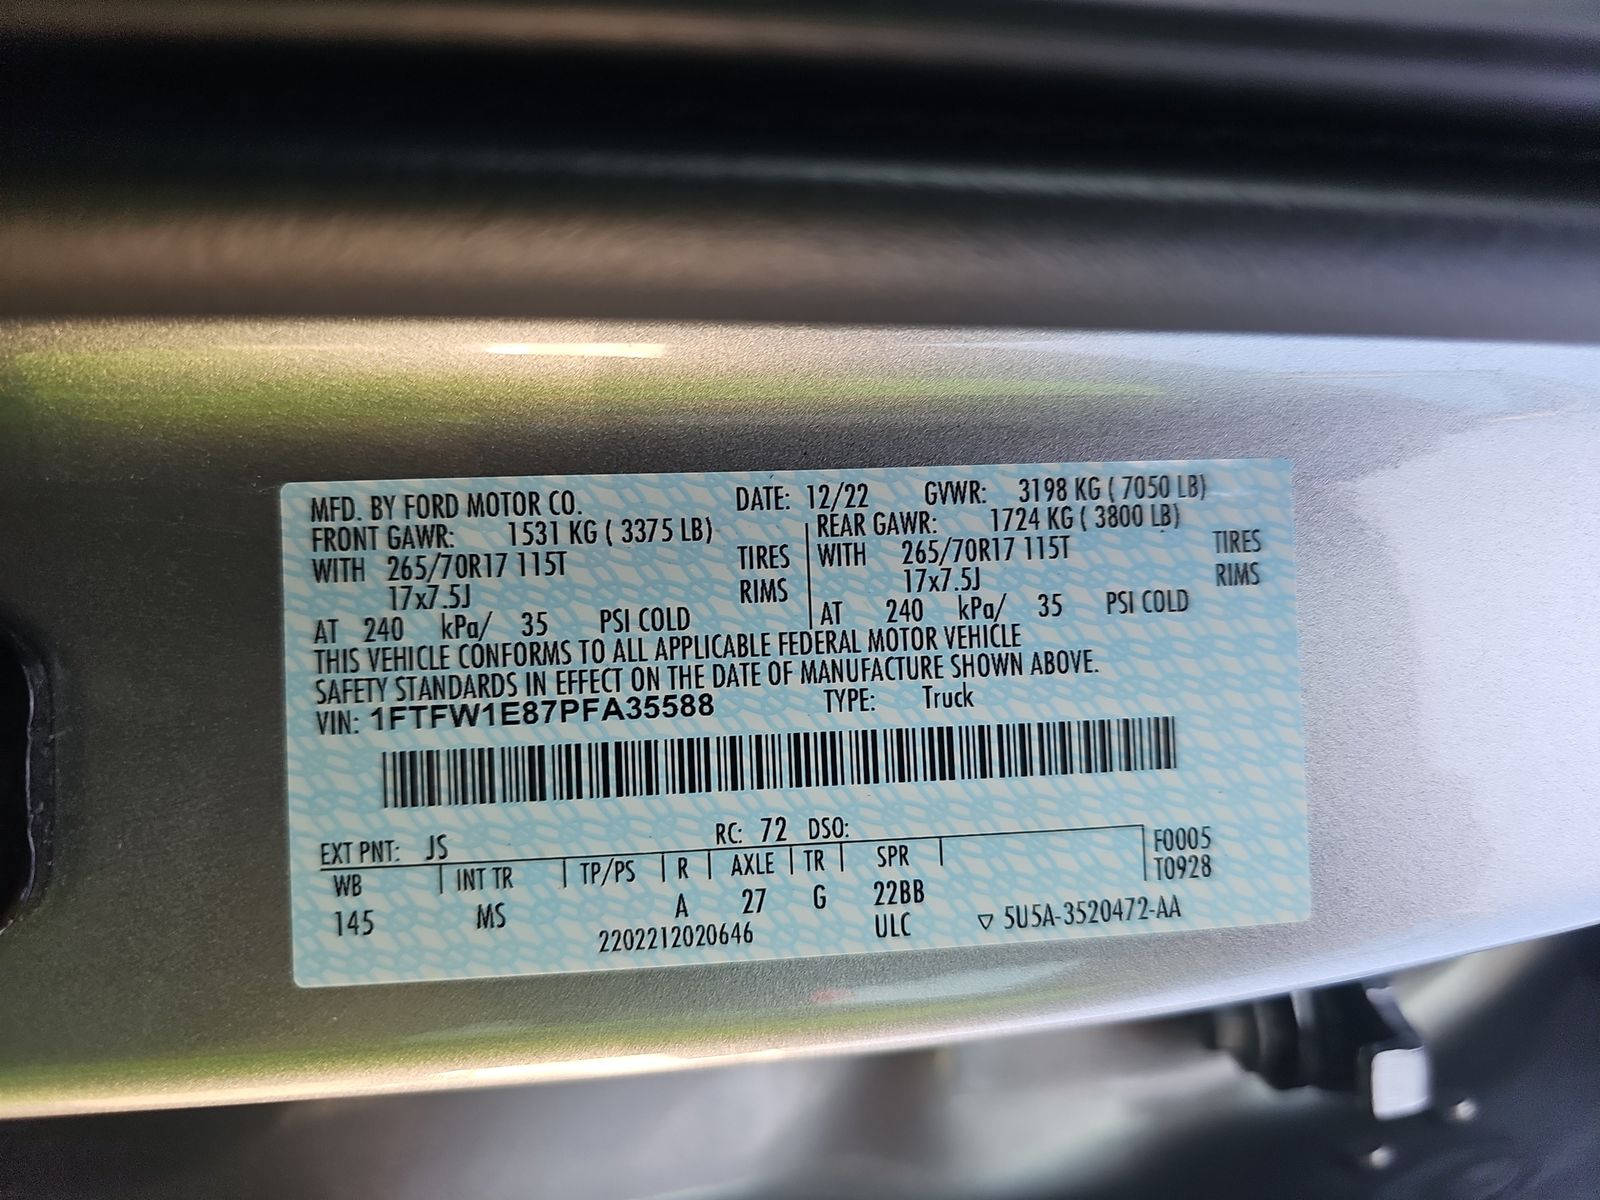 MFD. BY FORD MOTOR CO. DATE: 12/22 GVWR: 3198 KG ( 7050 LB)
FRONT GAWR: 1531 KG ( 3375 LB) REAR GAWR: 1724 KG ( 3800 LB)
WITH 265/70R17 115T TIRES WITH 265/70R17 115T TIRES
17x7.5J RIMS 17x7.5J RIMS
AT 240 kPa/ 35 PSI COLD AT 240 kPa/ 35 PSI COLD
THIS VEHICLE CONFORMS TO ALL APPLICABLE FEDERAL MOTOR VEHICLE
SAFETY STANDARDS IN EFFECT ON THE DATE OF MANUFACTURE SHOWN ABOVE.
VIN: 1FTFW1E87PFA35588 TYPE: Truck
EXT PNT: JS RC: 72 DSO: F0005
WB INT TR TP/PS R AXLE TR SPR T0928
145 MS A 27 G 22BB
2202212020646 ULC ▽ 5U5A-3520472-AA